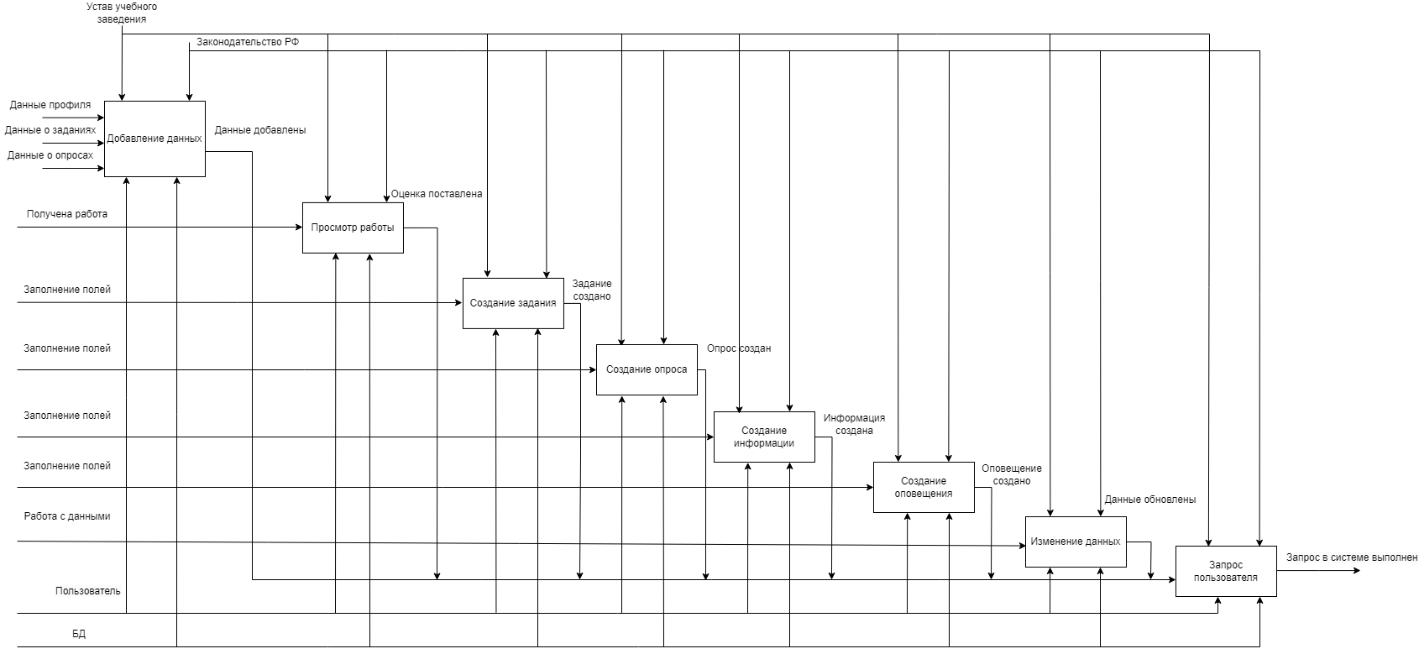 Устав учебного
заведения
Законодательство РФ
Данные профиля
Данные о заданиях
Данные о опросах
Добавление данных
Данные добавлены
Оценка поставлена
Получена работа
Просмотр работы
Заполнение полей
Создание задания
Задание
создано
Заполнение полей
Создание опроса
Опрос создан
Заполнение полей
Создание
информации
Информация
создана
Заполнение полей
Создание
оповещения
Оповещение
создано
Работа с данными
Изменение данных
Данные обновлены
Запрос
пользователя
Запрос в системе выполнен
Пользователь
БД